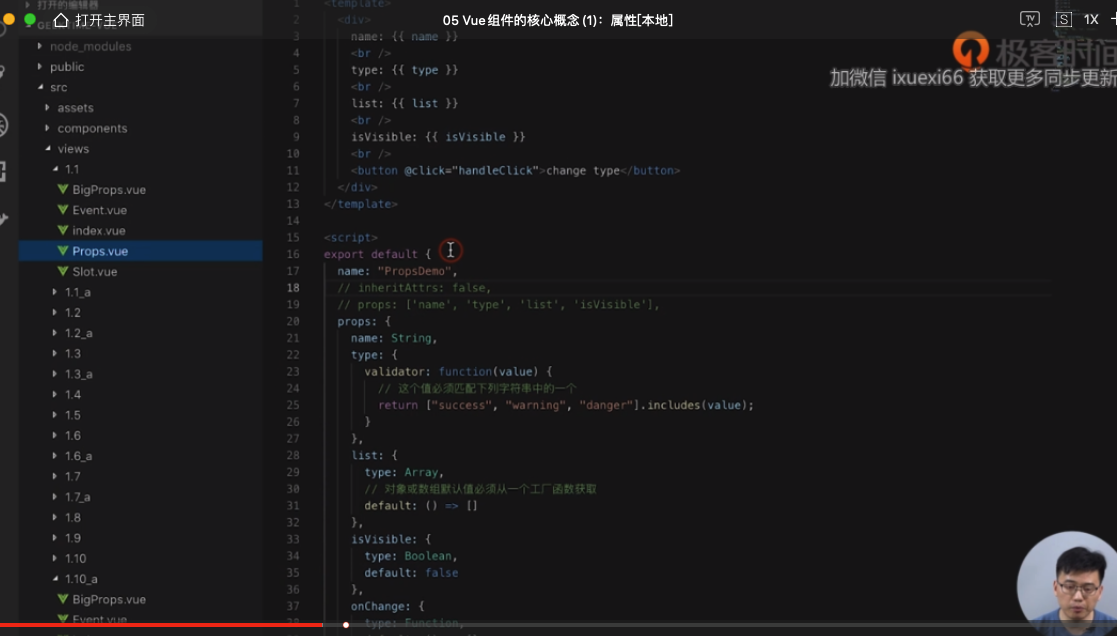 打开的编辑器
打开主界面
05 Vue组件的核心概念(1)：属性[本地]
S
1X
极客时间
加微信 ixuexi66 获取更多同步更新
node_modules
public
src
assets
components
views
1.1
BigProps.vue
Event.vue
index.vue
Props.vue
Slot.vue
1.1_a
1.2
1.2_a
1.3
1.3_a
1.4
1.5
1.6
1.6_a
1.7
1.7_a
1.8
1.9
1.10
1.10_a
BigProps.vue
Event.vue
1 <template>
2 <div>
3 name: {{ name }}
4 <br />
5 type: {{ type }}
6 <br />
7 list: {{ list }}
8 <br />
9 isVisible: {{ isVisible }}
10 <br />
11 <button @click="handleClick">change type</button>
12 </div>
13 </template>
14
15 <script>
16 export default {
17 name: "PropsDemo",
18 // inheritAttrs: false,
19 // props: ['name', 'type', 'list', 'isVisible'],
20 props: {
21 name: String,
22 type: {
23 validator: function(value) {
24 // 这个值必须匹配下列字符串中的一个
25 return ["success", "warning", "danger"].includes(value);
26 }
27 },
28 list: {
29 type: Array,
30 // 对象或数组默认值必须从一个工厂函数获取
31 default: () => []
32 },
33 isVisible: {
34 type: Boolean,
35 default: false
36 },
37 onChange: {
38 type: Function,